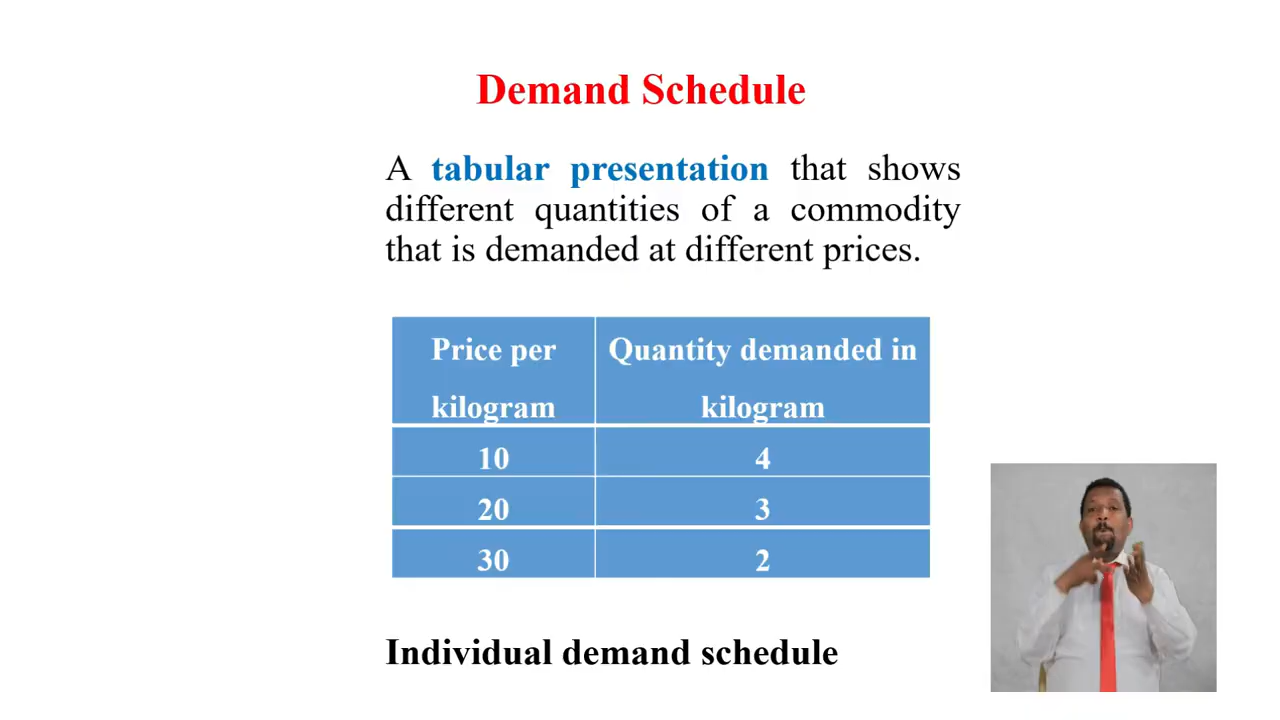 Demand Schedule
A tabular presentation that shows
different quantities of a commodity
that is demanded at different prices.
Price per kilogram Quantity demanded in kilogram
10 4
20 3
30 2
Individual demand schedule